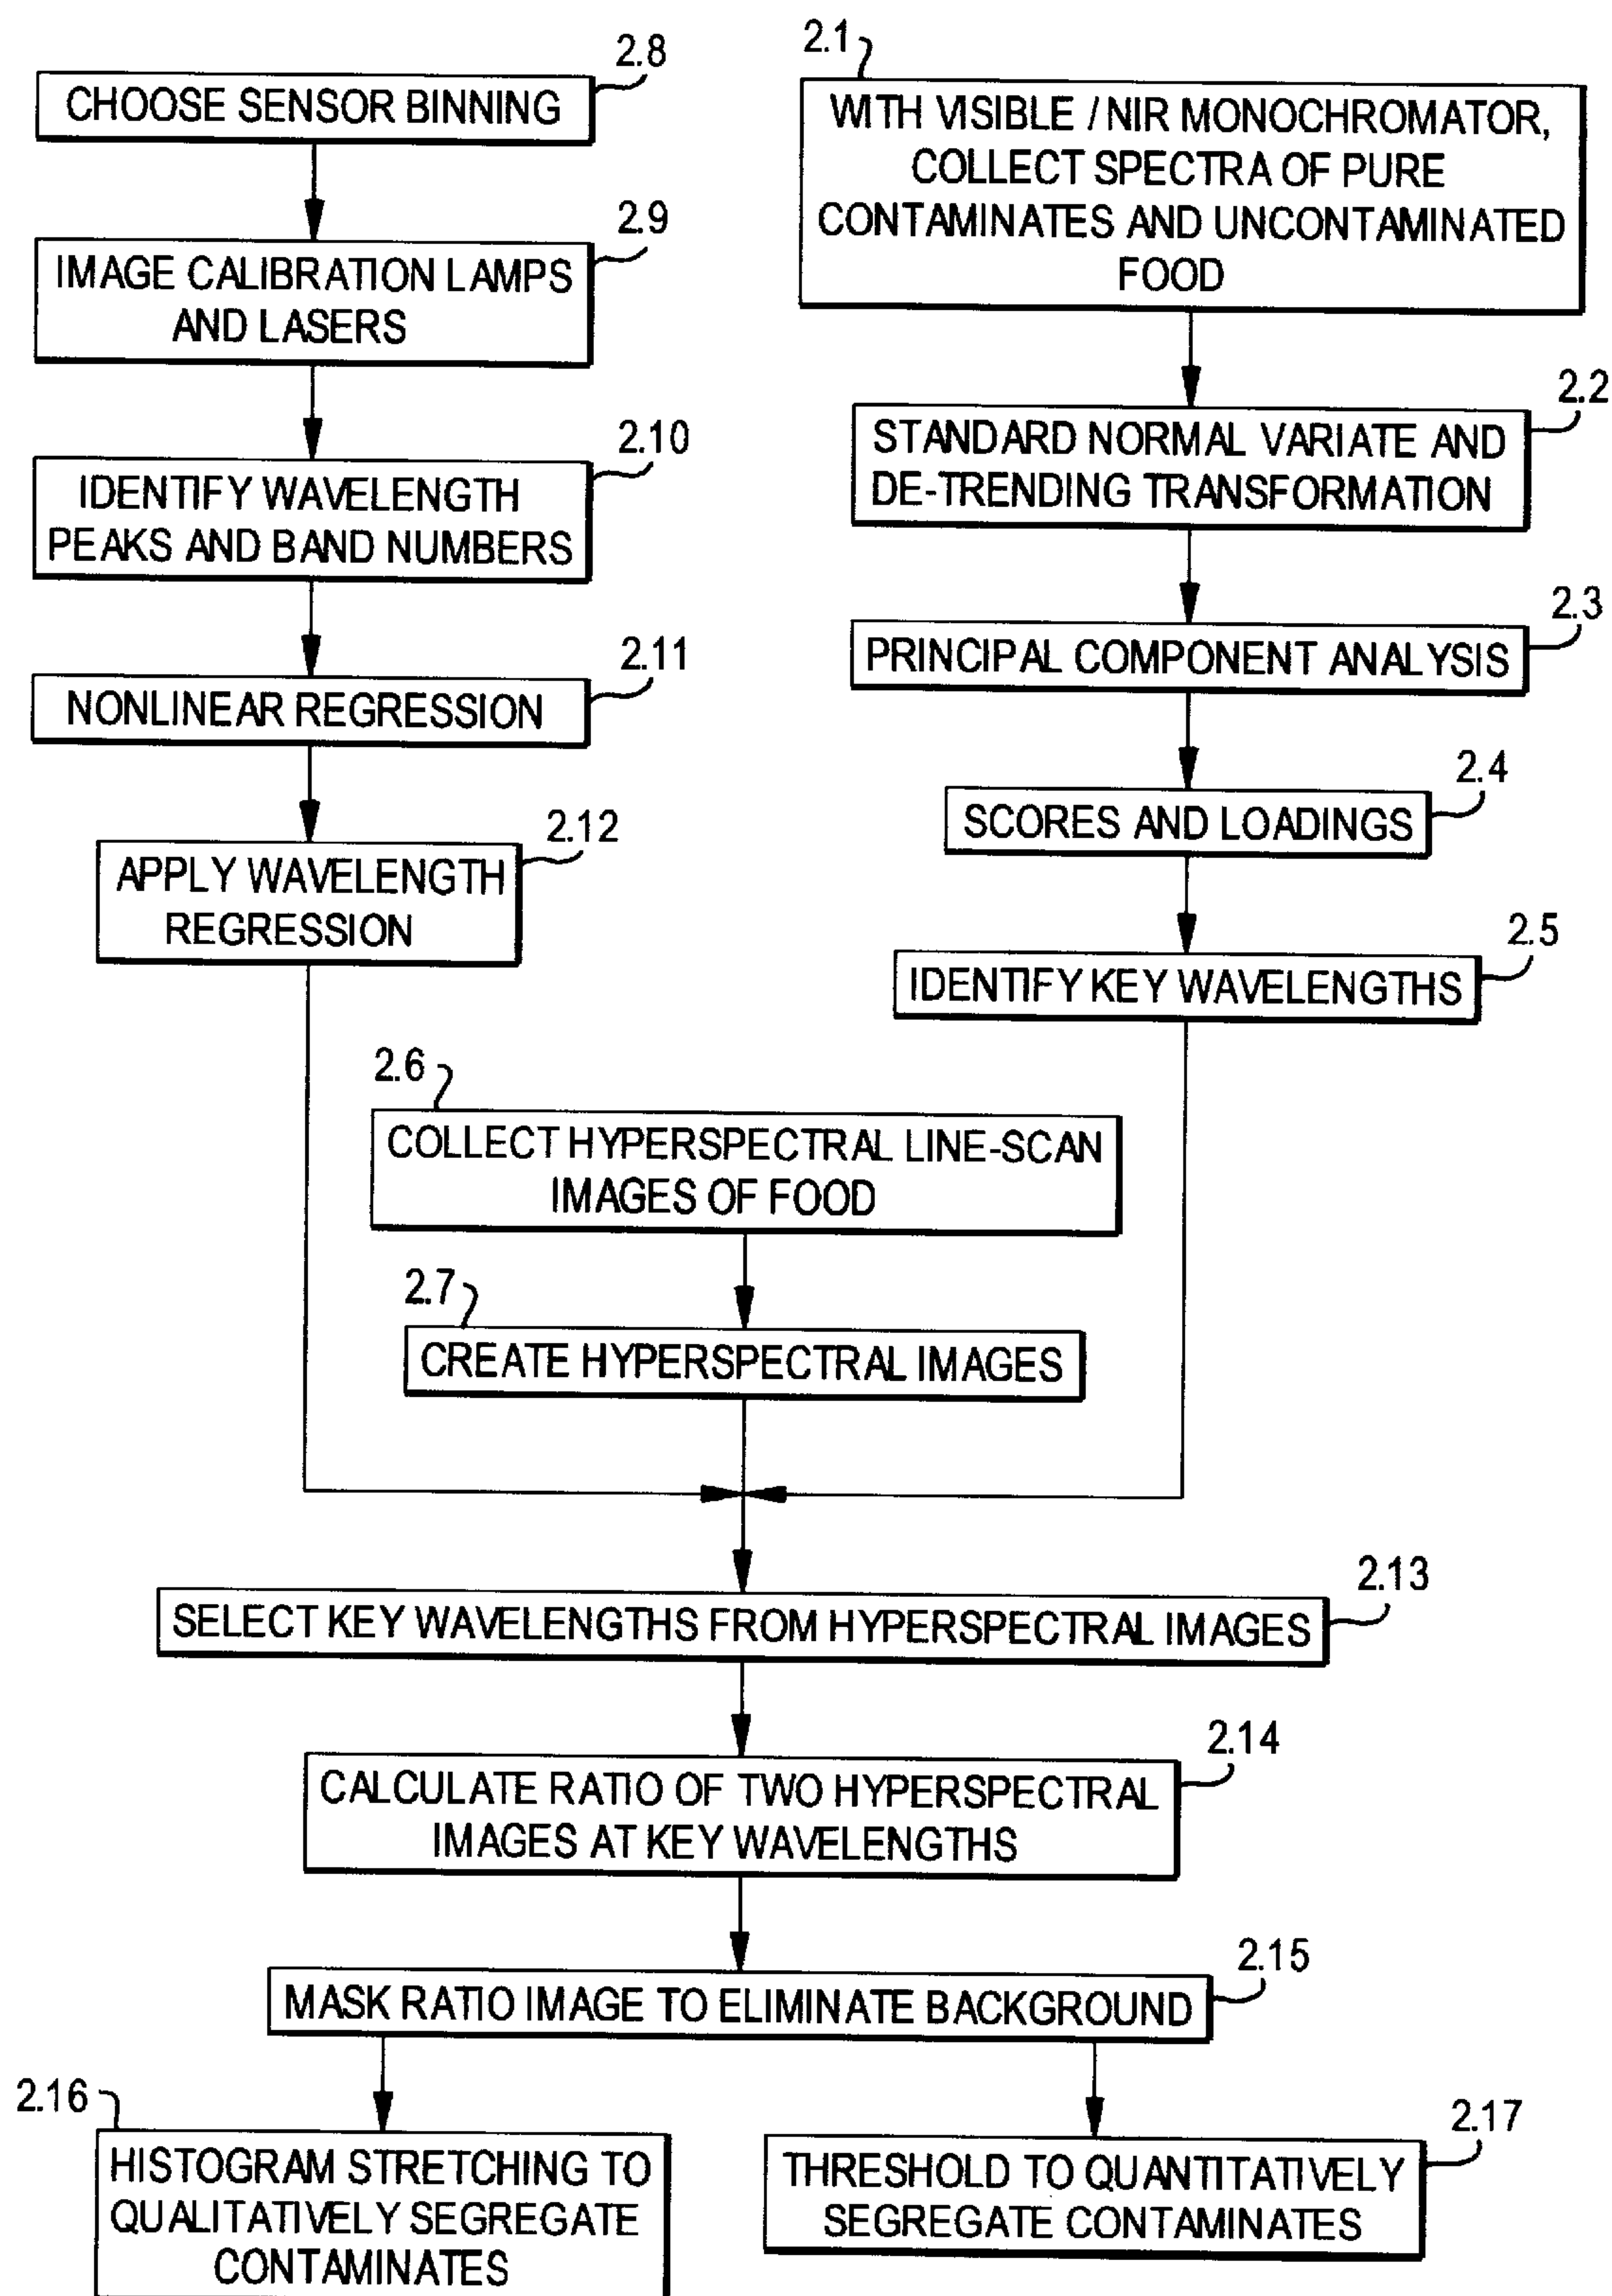 2.8
CHOOSE SENSOR BINNING
2.9
IMAGE CALIBRATION LAMPS
AND LASERS
2.10
IDENTIFY WAVELENGTH
PEAKS AND BAND NUMBERS
2.11
NONLINEAR REGRESSION
2.12
APPLY WAVELENGTH
REGRESSION
2.1
WITH VISIBLE / NIR MONOCHROMATOR,
COLLECT SPECTRA OF PURE
CONTAMINATES AND UNCONTAMINATED
FOOD
2.2
STANDARD NORMAL VARIATE AND
DE-TRENDING TRANSFORMATION
2.3
PRINCIPAL COMPONENT ANALYSIS
2.4
SCORES AND LOADINGS
2.5
IDENTIFY KEY WAVELENGTHS
2.6
COLLECT HYPERSPECTRAL LINE-SCAN
IMAGES OF FOOD
2.7
CREATE HYPERSPECTRAL IMAGES
2.13
SELECT KEY WAVELENGTHS FROM HYPERSPECTRAL IMAGES
2.14
CALCULATE RATIO OF TWO HYPERSPECTRAL
IMAGES AT KEY WAVELENGTHS
2.15
MASK RATIO IMAGE TO ELIMINATE BACKGROUND
2.16
HISTOGRAM STRETCHING TO
QUALITATIVELY SEGREGATE
CONTAMINATES
2.17
THRESHOLD TO QUANTITATIVELY
SEGREGATE CONTAMINATES